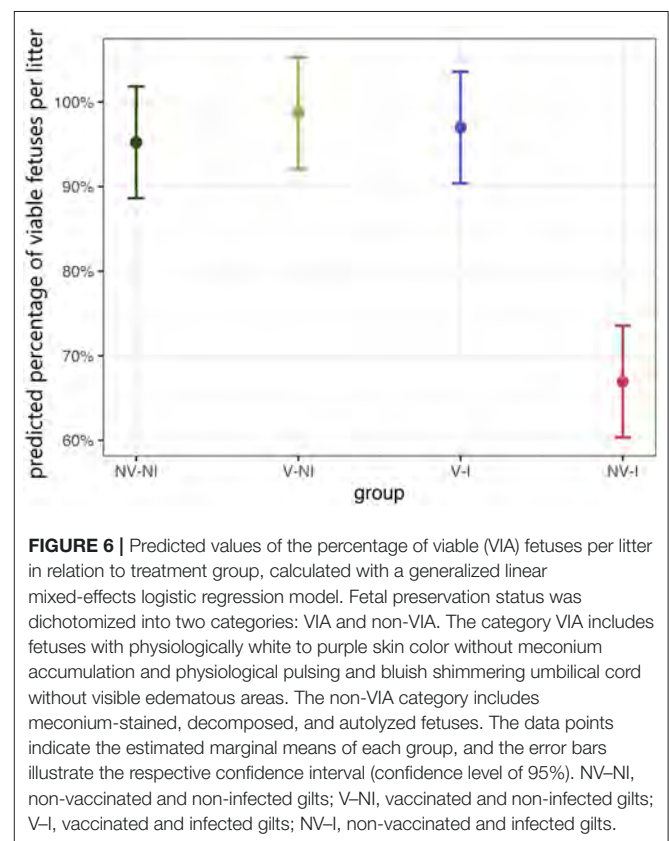 predicted percentage of viable fetuses per litter
100%
90%
80%
70%
60%
NV-NI
V-NI
V-I
NV-I
group
FIGURE 6 | Predicted values of the percentage of viable (VIA) fetuses per litter
in relation to treatment group, calculated with a generalized linear
mixed-effects logistic regression model. Fetal preservation status was
dichotomized into two categories: VIA and non-VIA. The category VIA includes
fetuses with physiologically white to purple skin color without meconium
accumulation and physiological pulsing and bluish shimmering umbilical cord
without visible edematous areas. The non-VIA category includes
meconium-stained, decomposed, and autolyzed fetuses. The data points
indicate the estimated marginal means of each group, and the error bars
illustrate the respective confidence interval (confidence level of 95%). NV–NI,
non-vaccinated and non-infected gilts; V–NI, vaccinated and non-infected gilts;
V–I, vaccinated and infected gilts; NV–I, non-vaccinated and infected gilts.